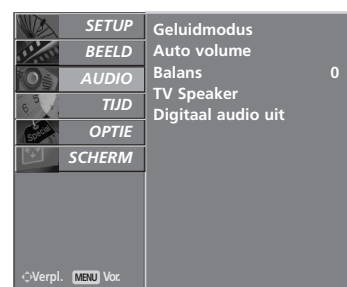 SETUP
BEELD
AUDIO
TIJD
OPTIE
Special
SCHERM
Geluidmodus
Auto volume
Balans 0
TV Speaker
Digitaal audio uit
Verpl. MENU Vor.